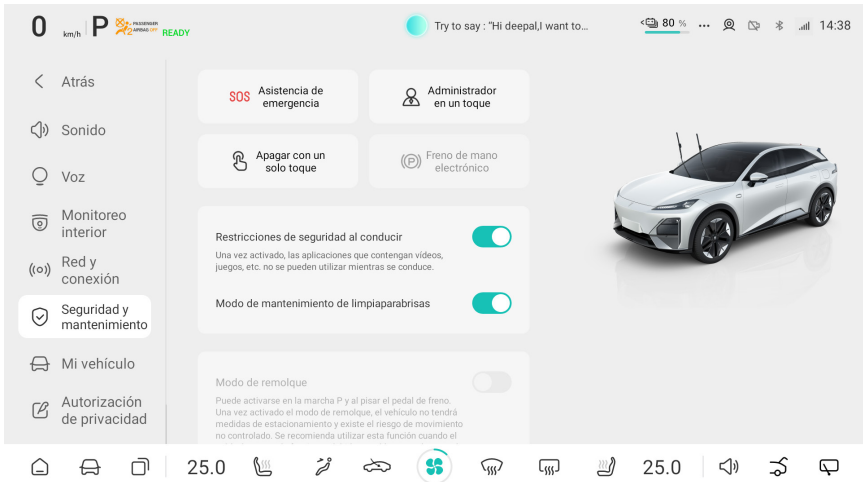 0 km/h P PASSENGER
AIRBAG OFF READY
Try to say : "Hi deepal,I want to...
80 %
14:38
Atrás
Sonido
Voz
Monitoreo
interior
Red y
conexión
Seguridad y
mantenimiento
Mi vehículo
Autorización
de privacidad
SOS Asistencia de
emergencia
Administrador
en un toque
Apagar con un
solo toque
Freno de mano
electrónico
Restricciones de seguridad al conducir
Una vez activado, las aplicaciones que contengan vídeos,
juegos, etc. no se pueden utilizar mientras se conduce.
Modo de mantenimiento de limpiaparabrisas
Modo de remolque
Puede activarse en la marcha P y al pisar el pedal de freno.
Una vez activado el modo de remolque, el vehículo no tendrá
medidas de estacionamiento y existe el riesgo de movimiento
no controlado. Se recomienda utilizar esta función cuando el
25.0
25.0